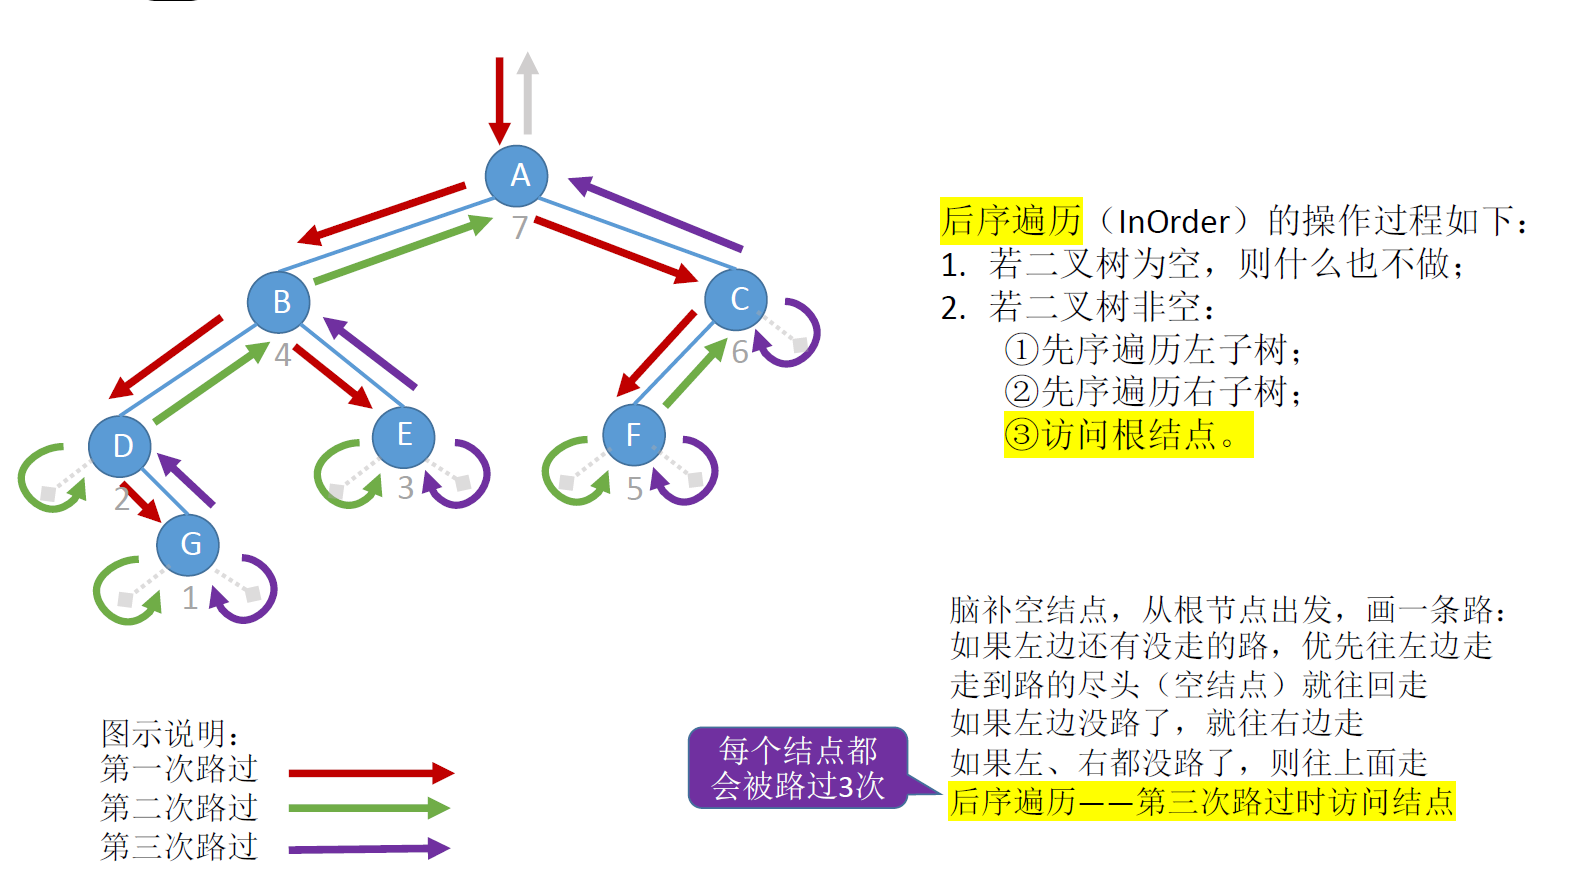 A
7
B
4
C
6
D
2
E
3
F
5
G
1
后序遍历（InOrder）的操作过程如下：
1. 若二叉树为空，则什么也不做；
2. 若二叉树非空：
①先序遍历左子树；
②先序遍历右子树；
③访问根结点。
脑补空结点，从根节点出发，画一条路：
如果左边还有没走的路，优先往左边走
走到路的尽头（空结点）就往回走
如果左边没路了，就往右边走
如果左、右都没路了，则往上面走
后序遍历——第三次路过时访问结点
每个结点都
会被路过3次
图示说明：
第一次路过
第二次路过
第三次路过